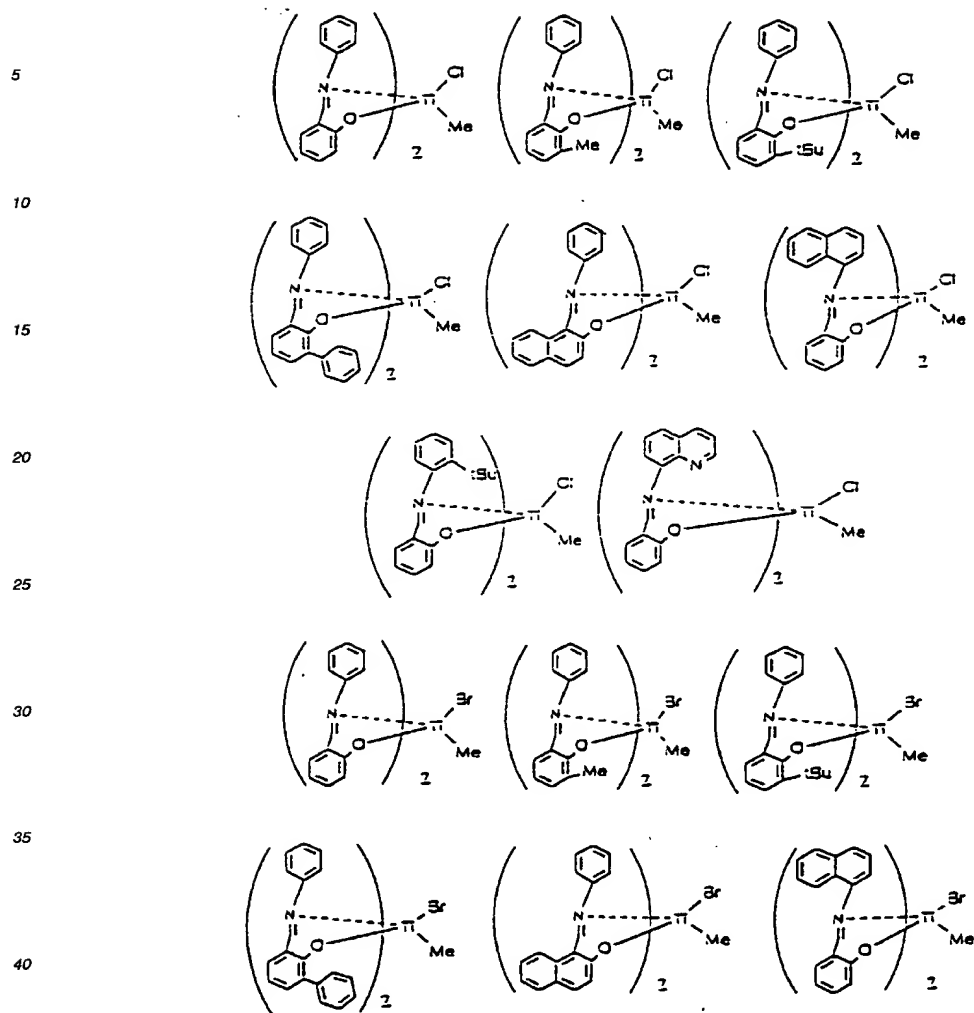 5
N O Ti Cl Me 2
N O Me Ti Cl Me 2
N O tBu Ti Cl Me 2
10
N O Ti Cl Me 2
N O Ti Cl Me 2
N O Ti Cl Me 2
15
20
tBu N O Ti Cl Me 2
N N O Ti Cl Me 2
25
30
N O Ti Br Me 2
N O Me Ti Br Me 2
N O tBu Ti Br Me 2
35
N O Ti Br Me 2
N O Ti Br Me 2
N O Ti Br Me 2
40